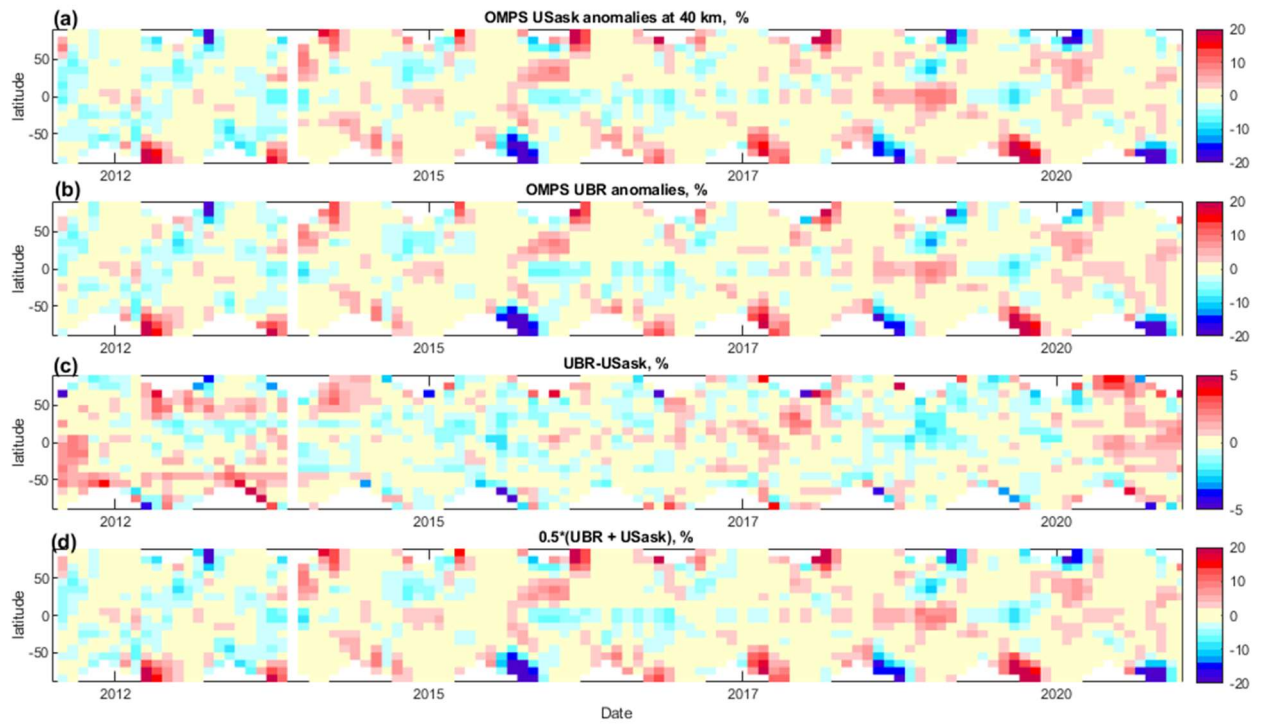 (a) OMPS USask anomalies at 40 km, %
latitude
50
0
-50
2012 2015 2017 2020
20
10
0
-10
-20
(b) OMPS UBR anomalies, %
latitude
50
0
-50
2012 2015 2017 2020
20
10
0
-10
-20
(c) UBR-USask, %
latitude
50
0
-50
2012 2015 2017 2020
5
0
-5
(d) 0.5*(UBR + USask), %
latitude
50
0
-50
2012 2015 2017 2020
20
10
0
-10
-20
Date